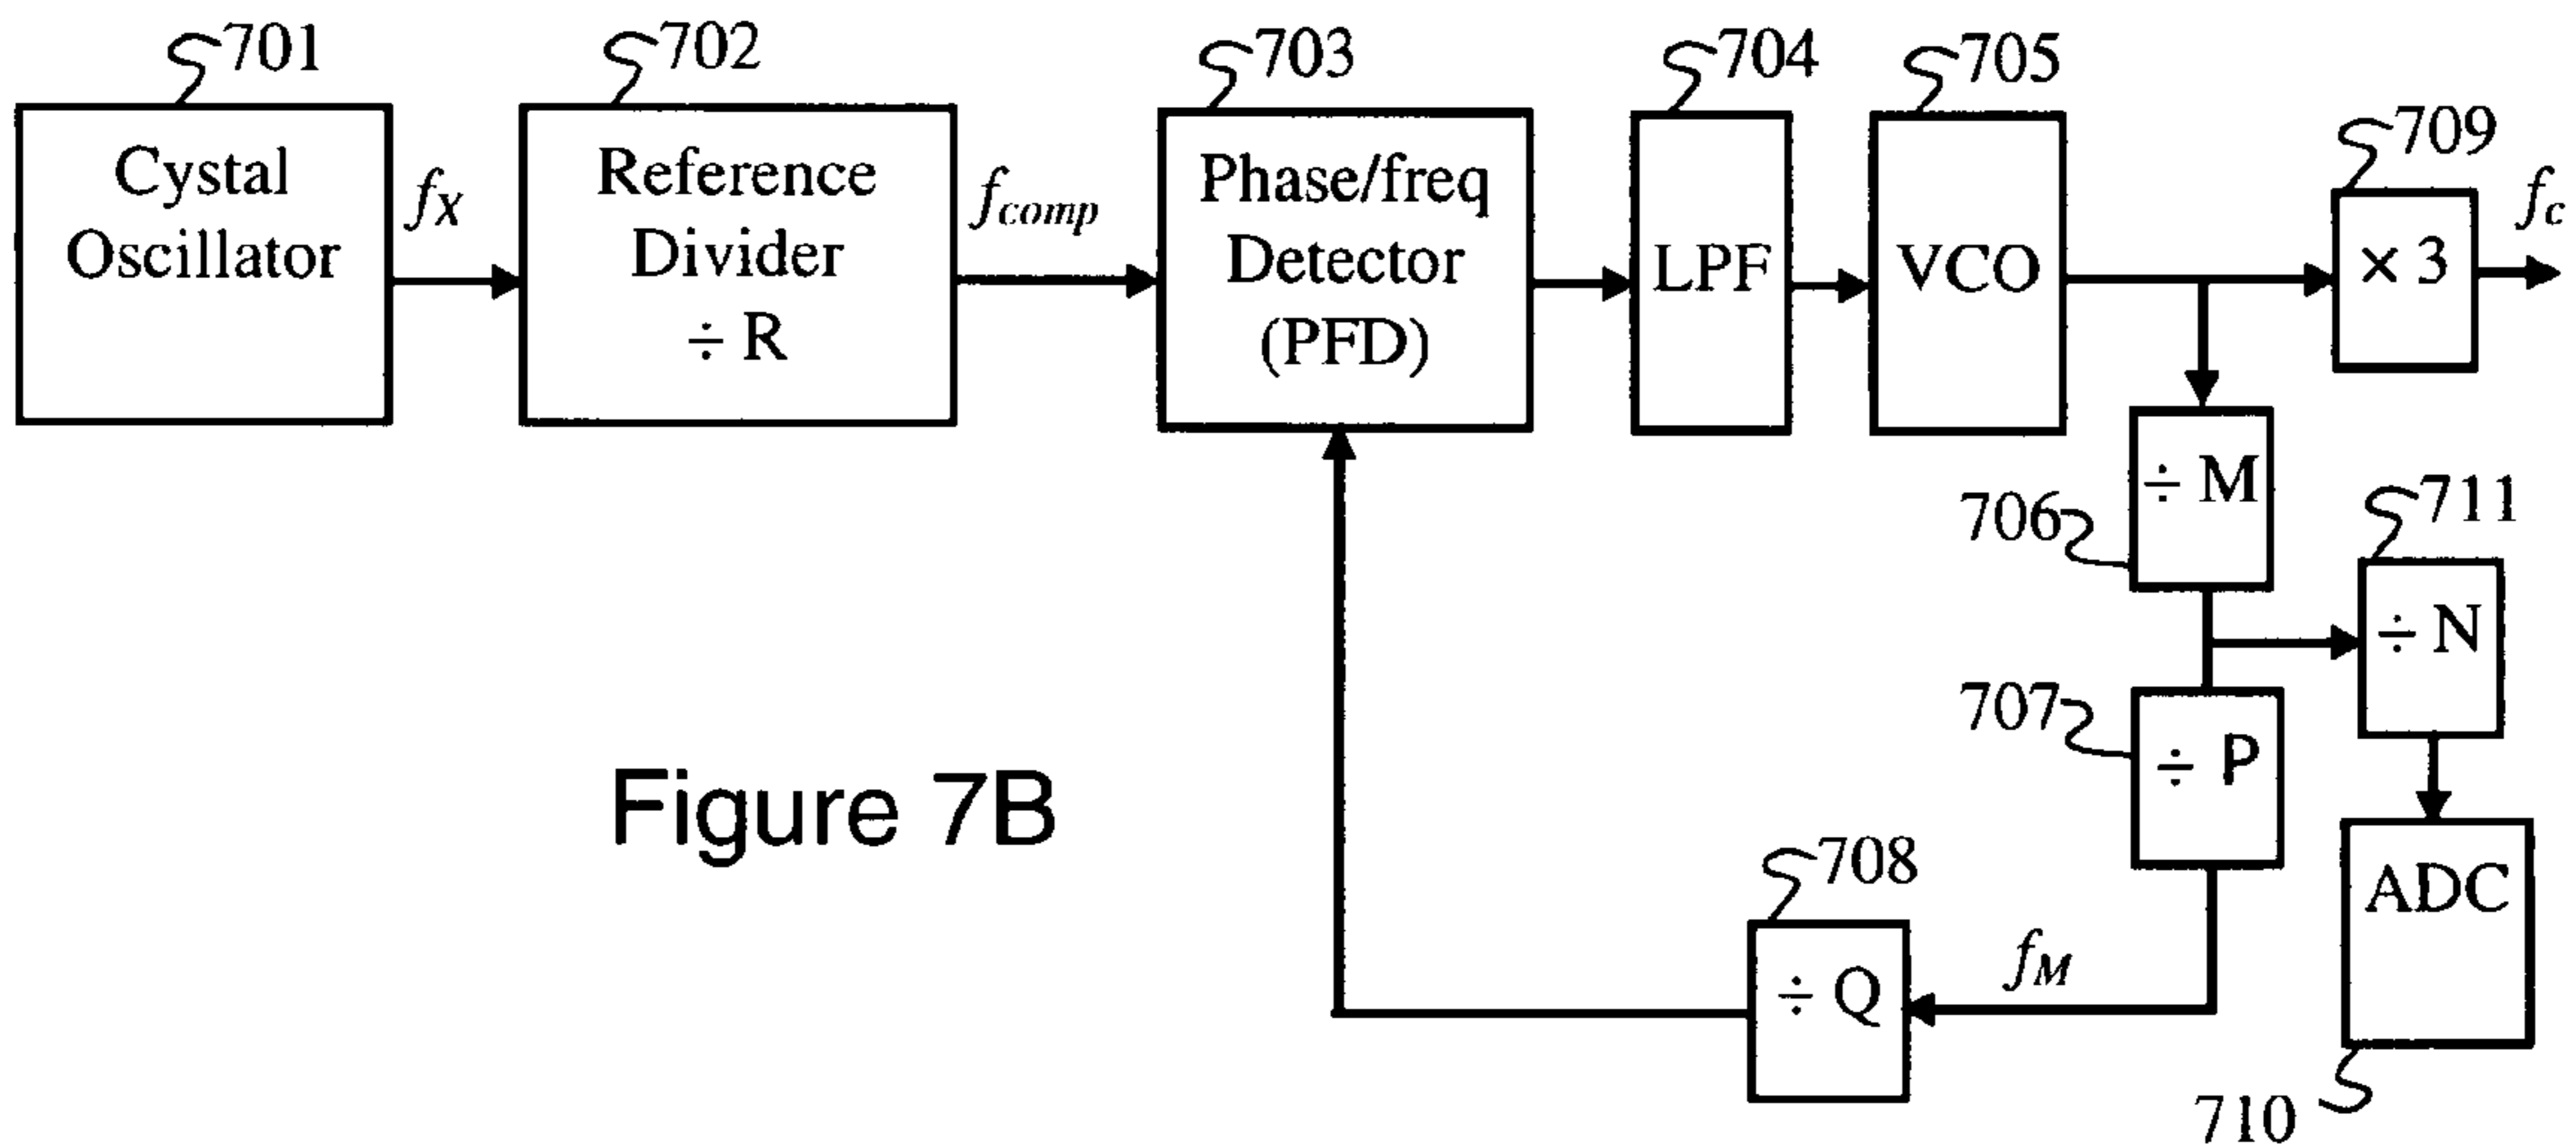 701
702
703
704
705
709
Cystal
Oscillator
fX
Reference
Divider
÷ R
fcomp
Phase/freq
Detector
(PFD)
LPF
VCO
× 3
fc
÷ M
706
711
÷ N
707
÷ P
Figure 7B
708
÷ Q
fM
ADC
710